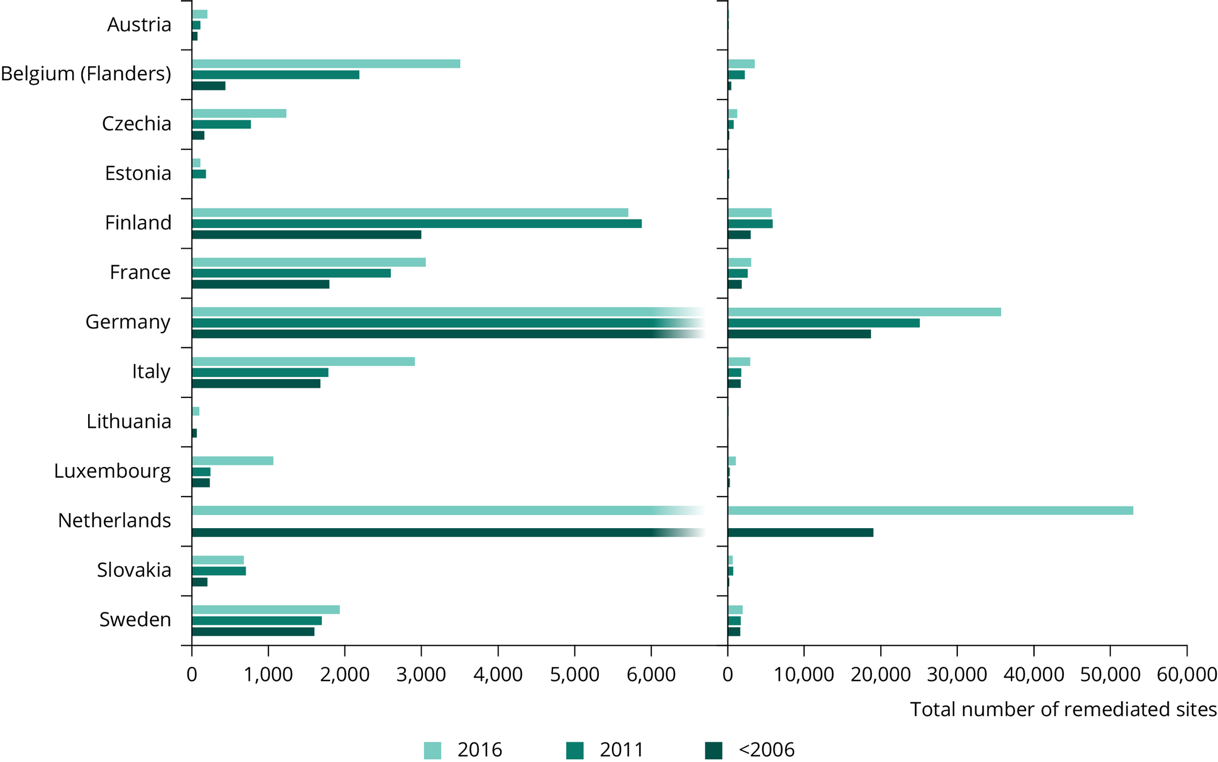 Austria
Belgium (Flanders)
Czechia
Estonia
Finland
France
Germany
Italy
Lithuania
Luxembourg
Netherlands
Slovakia
Sweden
0 1,000 2,000 3,000 4,000 5,000 6,000 0 10,000 20,000 30,000 40,000 50,000 60,000
Total number of remediated sites
2016 2011 <2006